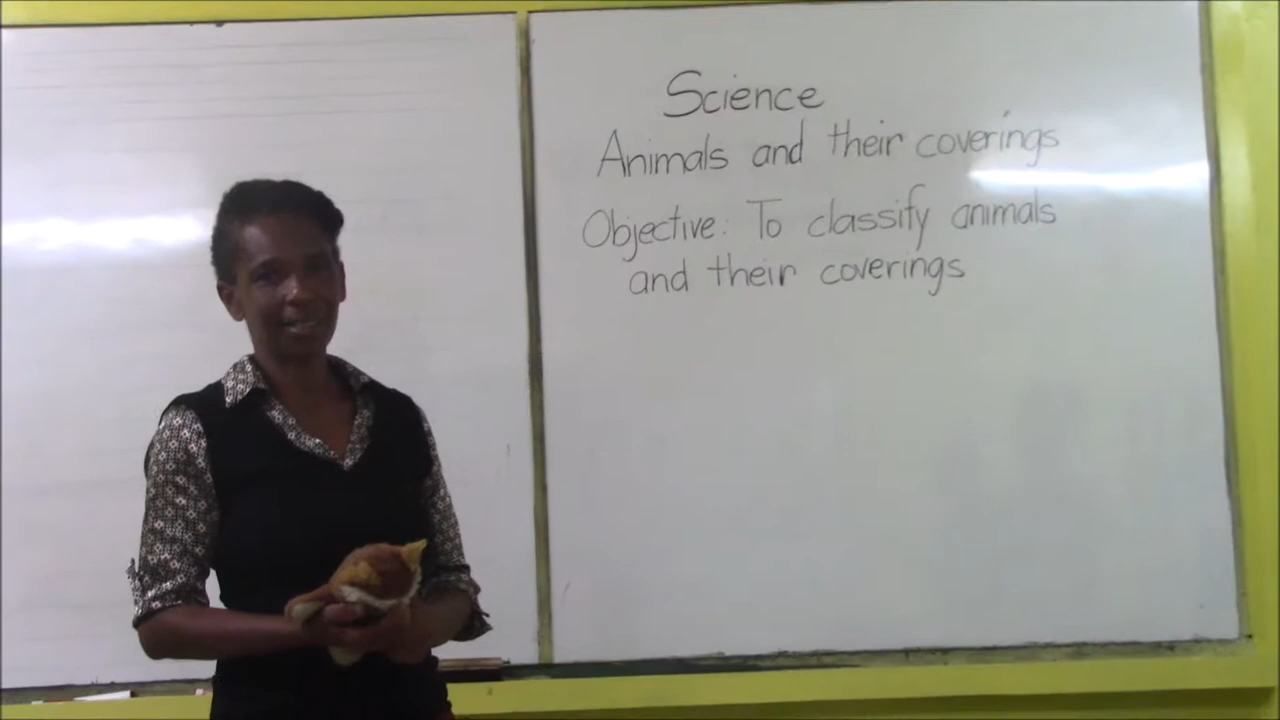 Science
Animals and their coverings
Objective: To classify animals
and their coverings